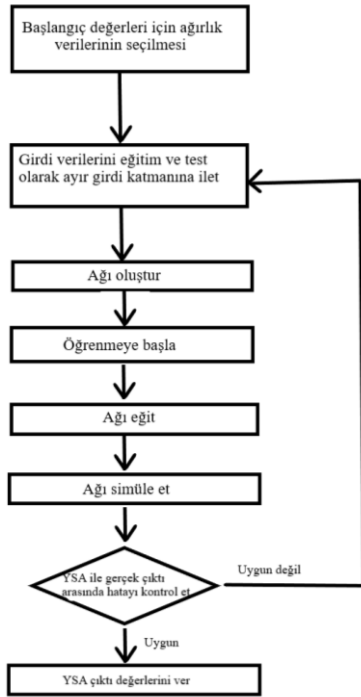 Başlangıç değerleri için ağırlık
verilerinin seçilmesi
Girdi verilerini eğitim ve test
olarak ayır girdi katmanına ilet
Ağı oluştur
Öğrenmeye başla
Ağı eğit
Ağı simüle et
YSA ile gerçek çıktı
arasında hatayı kontrol et
Uygun değil
Uygun
YSA çıktı değerlerini ver